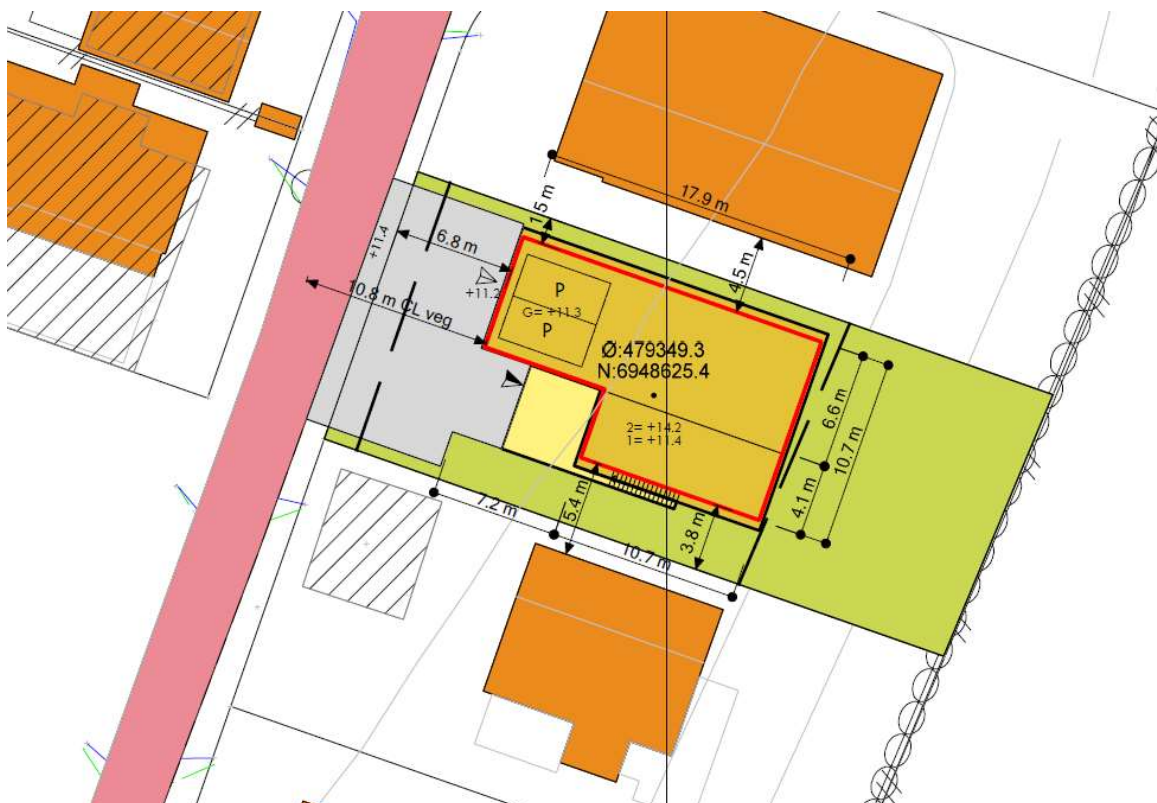 17.9 m
1.5 m
+11.4
6.8 m
4.5 m
+11.2
10.8 m CL veg
P
G= +11.3
P
Ø:479349.3
N:6948625.4
6.6 m
10.7 m
2= +14.2
1= +11.4
4.1 m
7.2 m
5.4 m
3.8 m
10.7 m